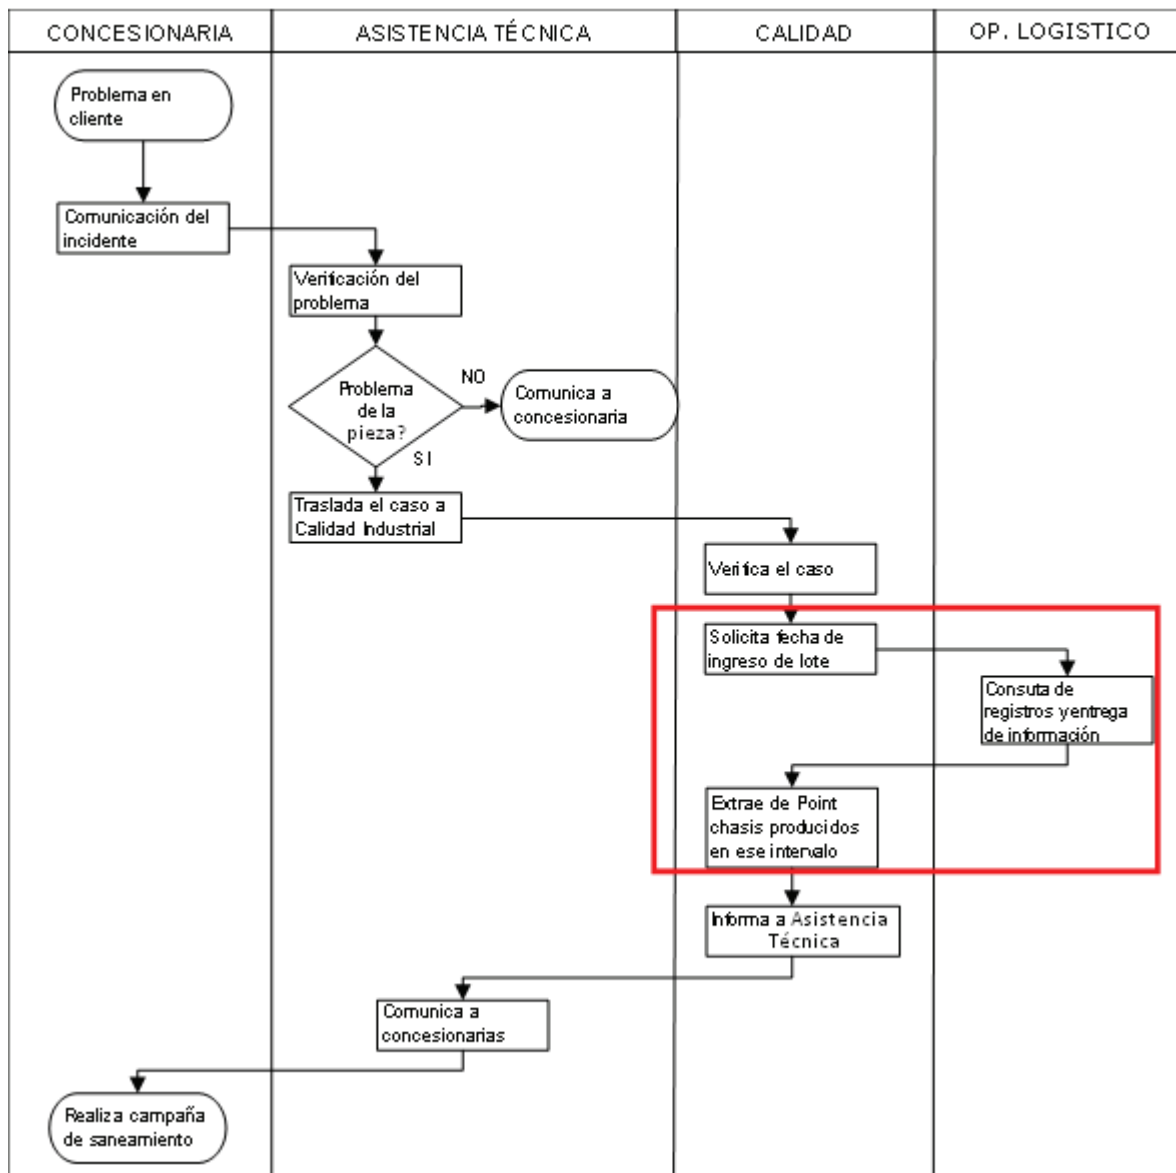 CONCESIONARIA
ASISTENCIA TÉCNICA
CALIDAD
OP. LOGISTICO
Problema en
cliente
Comunicación del
incidente
Verificación del
problema
Problema
de la
pieza?
NO
Comunica a
concesionaria
SI
Traslada el caso a
Calidad Industrial
Verifica el caso
Solicita fecha de
ingreso de lote
Consuta de
registros yentrega
de información
Extrae de Point
chasis producidos
en ese intervalo
Informa a Asistencia
Técnica
Comunica a
concesionarias
Realiza campaña
de saneamiento